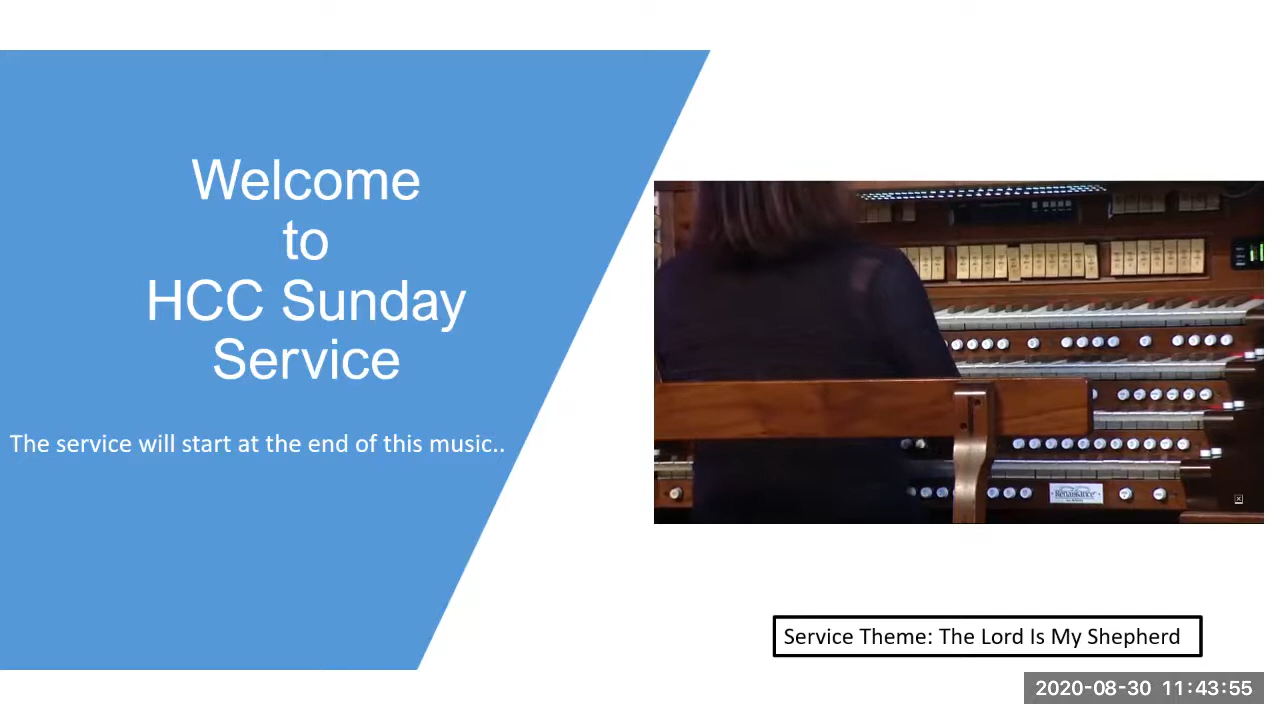 Welcome
to
HCC Sunday
Service
The service will start at the end of this music..
Renaissance
Service Theme: The Lord Is My Shepherd
2020-08-30 11:43:55